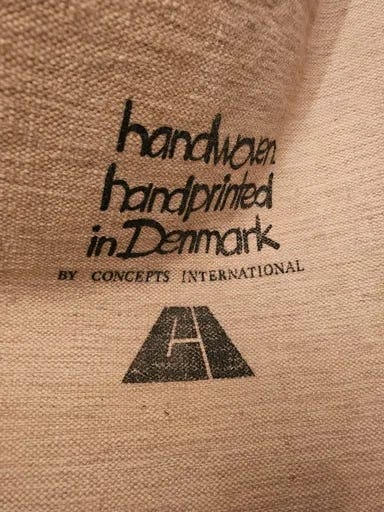 handwoven
handprinted
in Denmark
BY CONCEPTS INTERNATIONAL